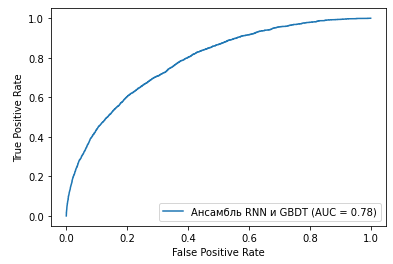 1.0
0.8
0.6
0.4
0.2
0.0
True Positive Rate
Ансамбль RNN и GBDT (AUC = 0.78)
0.0 0.2 0.4 0.6 0.8 1.0
False Positive Rate